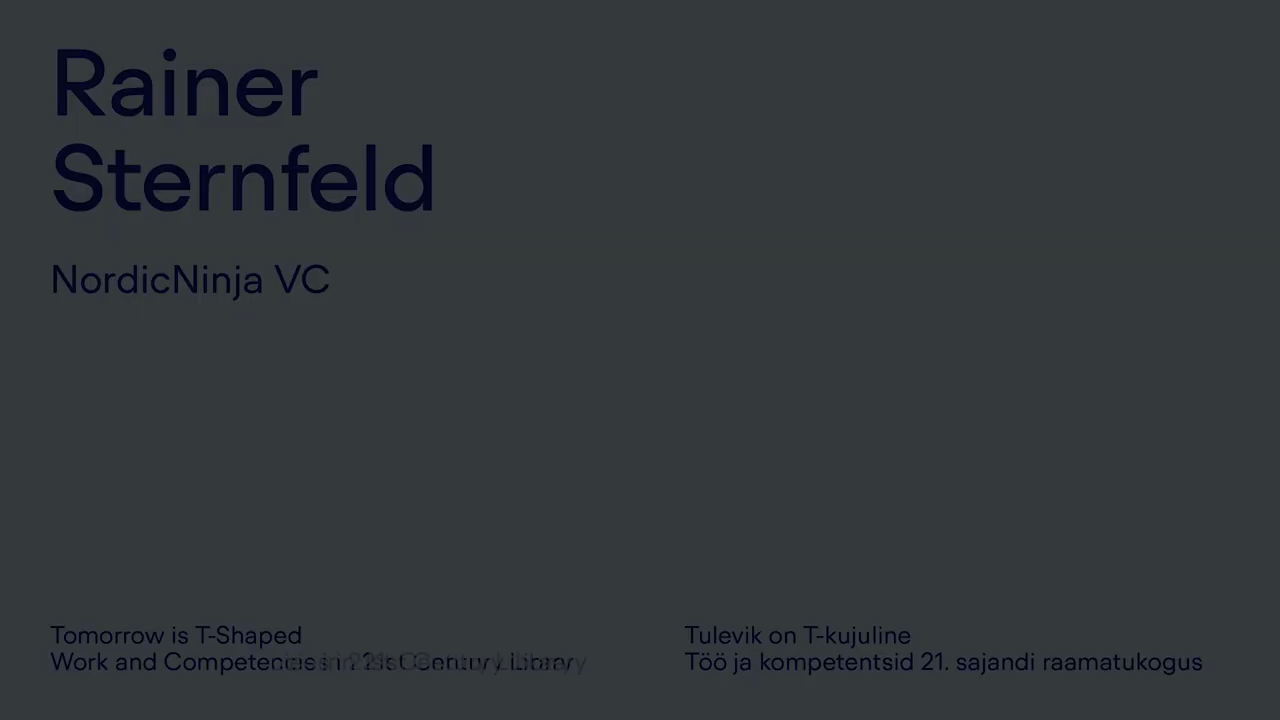 Rainer
Sternfeld
NordicNinja VC
Tomorrow is T-Shaped
Work and Competences in 21st Century Library
Tulevik on T-kujuline
Töö ja kompetentsid 21. sajandi raamatukogus